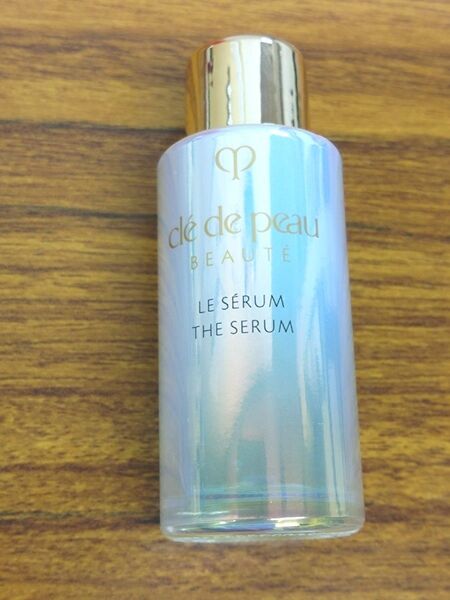 clé de peau
BEAUTÉ
LE SÉRUM
THE SERUM